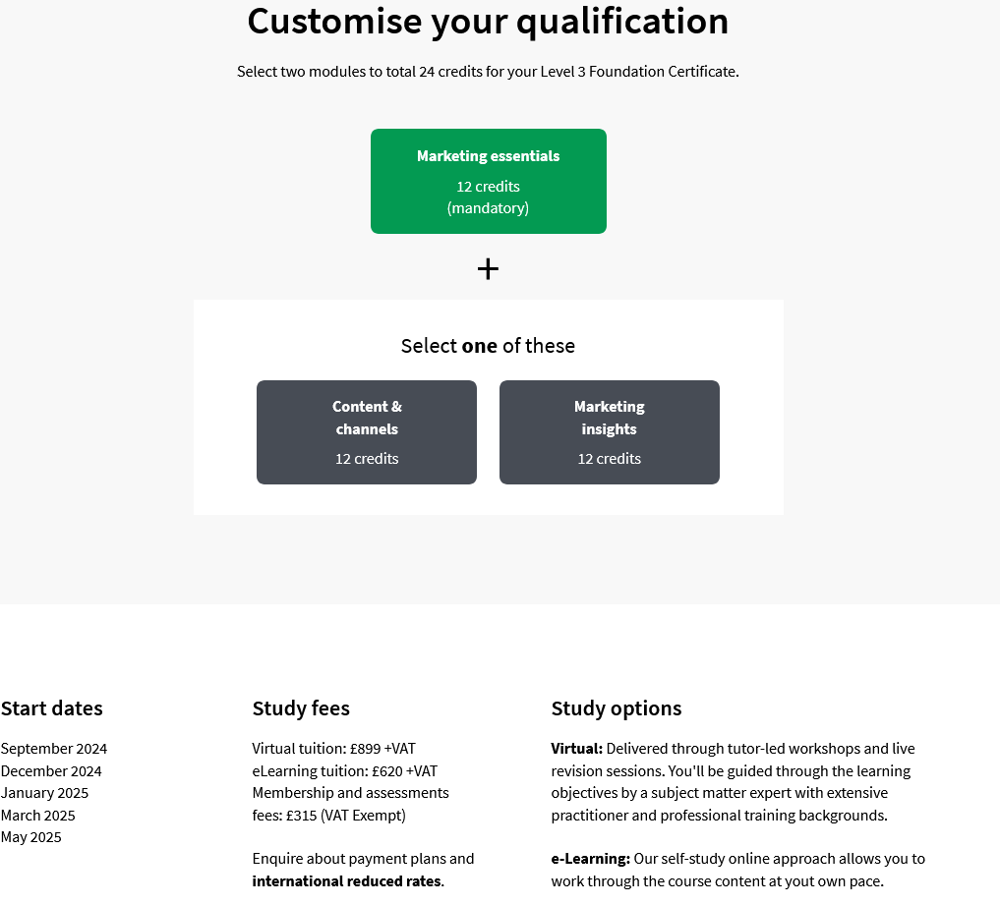 Customise your qualification
Select two modules to total 24 credits for your Level 3 Foundation Certificate.
Marketing essentials
12 credits
(mandatory)
+
Select one of these
Content &
channels
12 credits
Marketing
insights
12 credits
Start dates
September 2024
December 2024
January 2025
March 2025
May 2025
Study fees
Virtual tuition: £899 +VAT
eLearning tuition: £620 +VAT
Membership and assessments
fees: £315 (VAT Exempt)
Enquire about payment plans and
international reduced rates.
Study options
Virtual: Delivered through tutor-led workshops and live
revision sessions. You'll be guided through the learning
objectives by a subject matter expert with extensive
practitioner and professional training backgrounds.
e-Learning: Our self-study online approach allows you to
work through the course content at yout own pace.